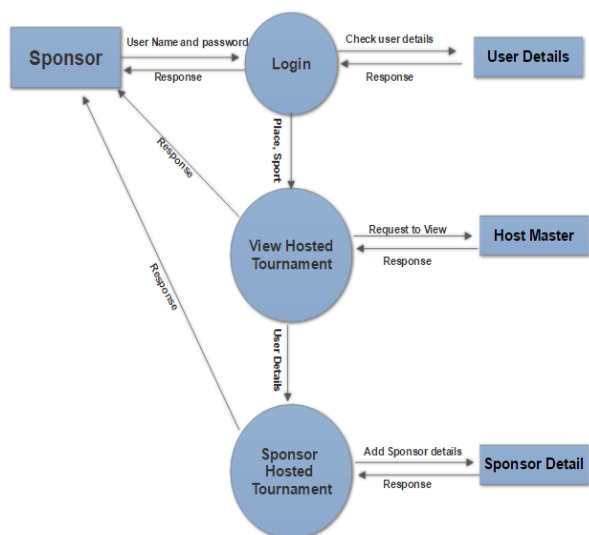 User Name and password
Check user details
Sponsor
Login
User Details
Response
Response
Place, Sport
Response
View Hosted
Tournament
Request to View
Host Master
Response
Response
User Details
Sponsor
Hosted
Tournament
Add Sponsor details
Sponsor Detail
Response